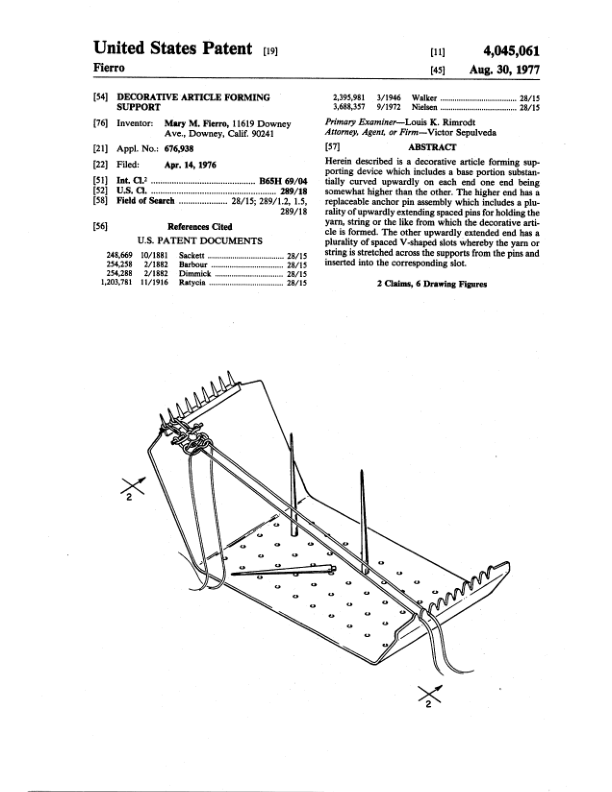 United States Patent [19]
[11] 4,045,061
Fierro
[45] Aug. 30, 1977
[54] DECORATIVE ARTICLE FORMING
SUPPORT
[76] Inventor: Mary M. Fierro, 11619 Downey
Ave., Downey, Calif. 90241
[21] Appl. No.: 676,938
[22] Filed: Apr. 14, 1976
[51] Int. Cl.² ............................................ B65H 69/04
[52] U.S. Cl. .................................................... 289/18
[58] Field of Search ..................... 28/15; 289/1.2, 1.5,
289/18
[56] References Cited
U.S. PATENT DOCUMENTS
248,669 10/1881 Sackett ................................ 28/15
254,258 2/1882 Barbour ................................ 28/15
254,288 2/1882 Dimmick ............................... 28/15
1,203,781 11/1916 Ratycia ................................ 28/15
2,395,981 3/1946 Walker ................................ 28/15
3,688,357 9/1972 Nielsen ................................ 28/15
Primary Examiner—Louis K. Rimrodt
Attorney, Agent, or Firm—Victor Sepulveda
[57] ABSTRACT
Herein described is a decorative article forming sup-
porting device which includes a base portion substan-
tially curved upwardly on each end one end being
somewhat higher than the other. The higher end has a
replaceable anchor pin assembly which includes a plu-
rality of upwardly extending spaced pins for holding the
yarn, string or the like from which the decorative arti-
cle is formed. The other upwardly extended end has a
plurality of spaced V-shaped slots whereby the yarn or
string is stretched across the supports from the pins and
inserted into the corresponding slot.
2 Claims, 6 Drawing Figures
2
2